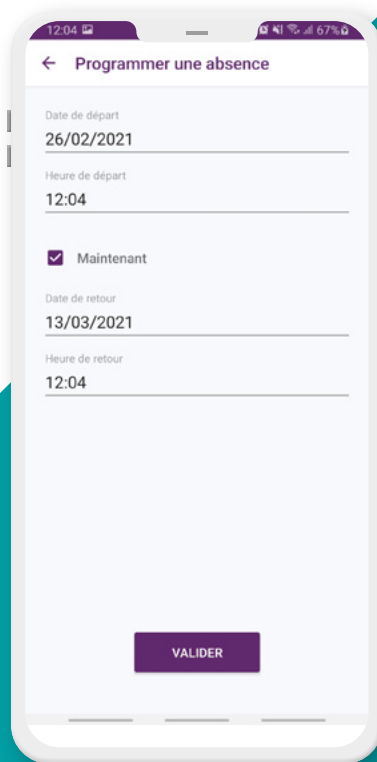 12:04
67%
Programmer une absence
Date de départ
26/02/2021
Heure de départ
12:04
Maintenant
Date de retour
13/03/2021
Heure de retour
12:04
VALIDER